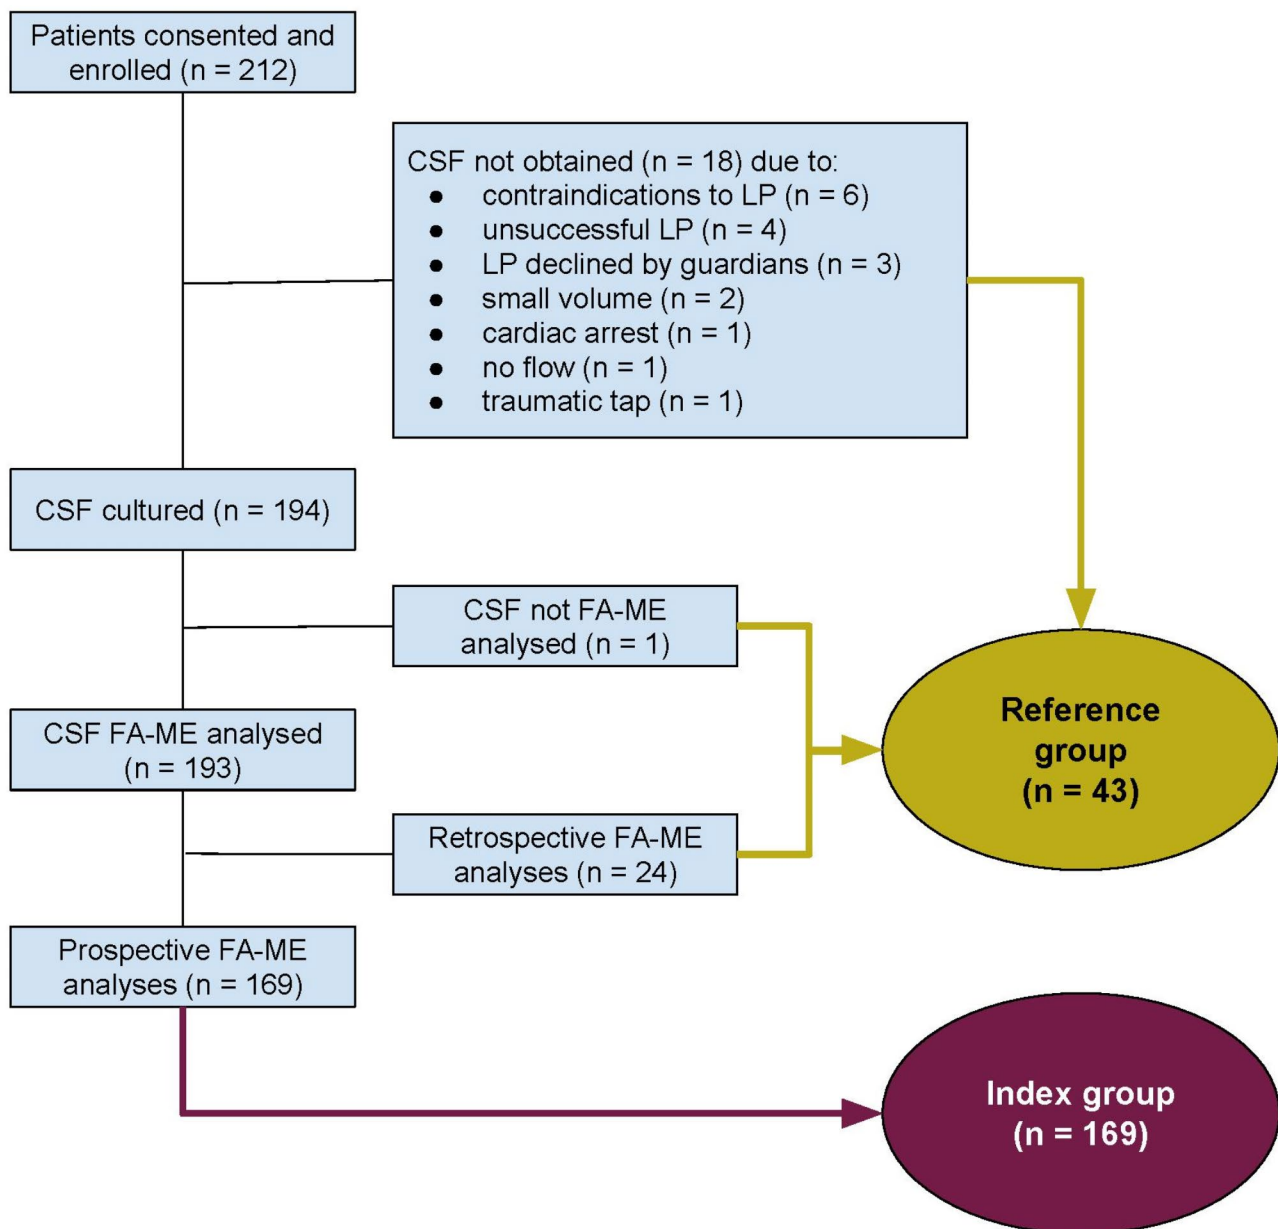 Patients consented and
enrolled (n = 212)
CSF not obtained (n = 18) due to:
● contraindications to LP (n = 6)
● unsuccessful LP (n = 4)
● LP declined by guardians (n = 3)
● small volume (n = 2)
● cardiac arrest (n = 1)
● no flow (n = 1)
● traumatic tap (n = 1)
CSF cultured (n = 194)
CSF not FA-ME
analysed (n = 1)
CSF FA-ME analysed
(n = 193)
Reference
group
(n = 43)
Retrospective FA-ME
analyses (n = 24)
Prospective FA-ME
analyses (n = 169)
Index group
(n = 169)